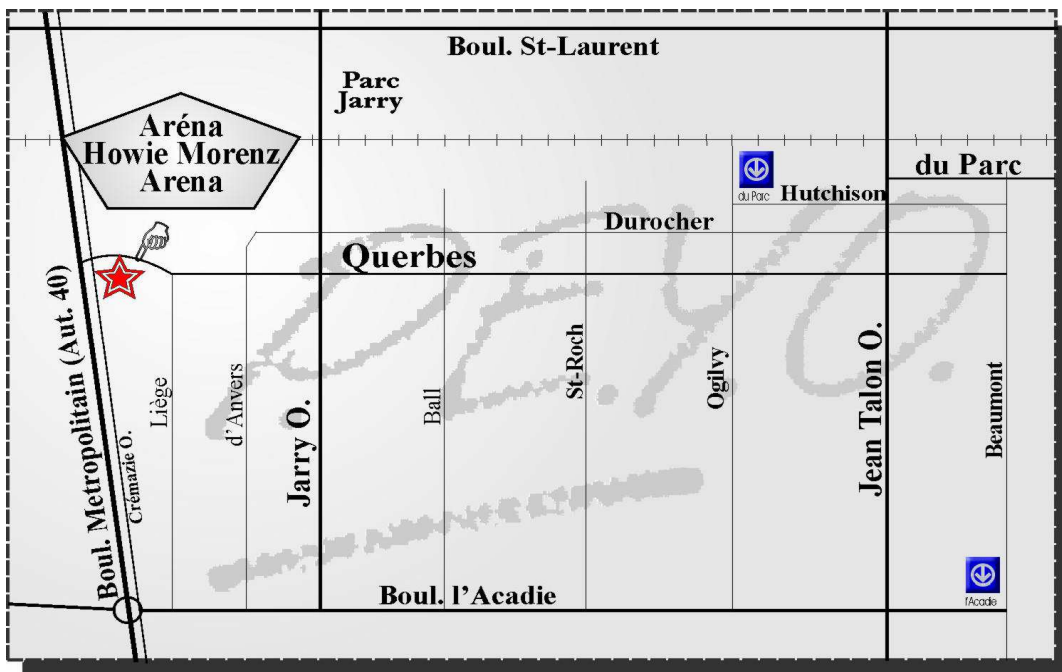 Boul. St-Laurent
Parc
Jarry
Aréna
Howie Morenz
Arena
du Parc
du Parc
Hutchison
Durocher
Querbes
P.E.Y.O.
Boul. Metropolitain (Aut. 40)
Crémazie O.
Liège
d'Anvers
Jarry O.
Ball
St-Roch
Ogilvy
Jean Talon O.
Beaumont
Boul. l'Acadie
l'Acadie